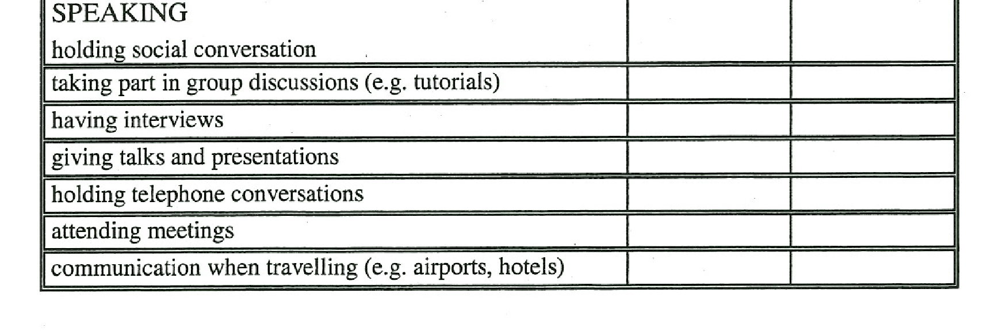 SPEAKING
holding social conversation
taking part in group discussions (e.g. tutorials)
having interviews
giving talks and presentations
holding telephone conversations
attending meetings
communication when travelling (e.g. airports, hotels)